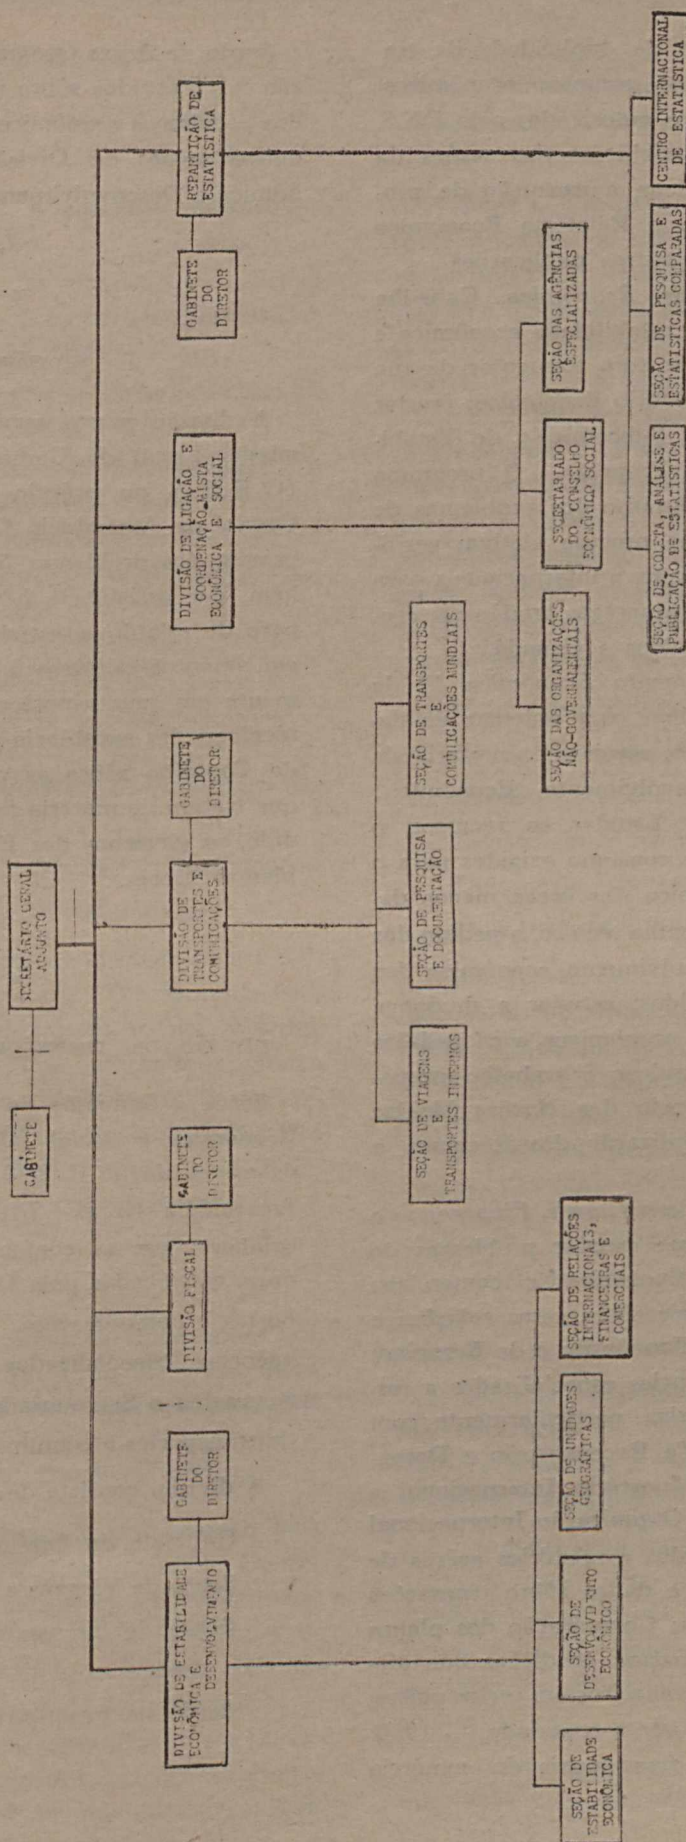 SECRETÁRIO GERAL
ADJUNTO
GABINETE
DIVISÃO DE ESTABILIDADE
ECONÔMICA E
DESENVOLVIMENTO
GABINETE
DO
DIRETOR
DIVISÃO FISCAL
GABINETE
DO
DIRETOR
DIVISÃO DE
TRANSPORTES E
COMUNICAÇÕES
GABINETE
DO
DIRETOR
DIVISÃO DE LIGAÇÃO E
COORDENAÇÃO MISTA
ECONÔMICA E SOCIAL
GABINETE
DO
DIRETOR
REPARTIÇÃO DE
ESTATÍSTICA
SEÇÃO DE
ESTABILIDADE
ECONÔMICA
SEÇÃO DE
DESENVOLVIMENTO
ECONÔMICO
SEÇÃO DE UNIDADES
GEOGRÁFICAS
SEÇÃO DE RELAÇÕES
INTERNACIONAIS,
FINANCEIRAS E
COMERCIAIS
SEÇÃO DE VIAGENS
E
TRANSPORTES INTERNOS
SEÇÃO DE PESQUISA
E DOCUMENTAÇÃO
SEÇÃO DE TRANSPORTES
E
COMUNICAÇÕES MUNDIAIS
SEÇÃO DAS ORGANIZAÇÕES
NÃO-GOVERNAMENTAIS
SECRETARIADO
DO CONSELHO
ECONÔMICO SOCIAL
SEÇÃO DAS AGÊNCIAS
ESPECIALIZADAS
SEÇÃO DE COLETA, ANÁLISE E
PUBLICAÇÃO DE ESTATÍSTICAS
SEÇÃO DE PESQUISA E
ESTATISTICAS COMPARADAS
CENTRO INTERNACIONAL
DE ESTATÍSTICA